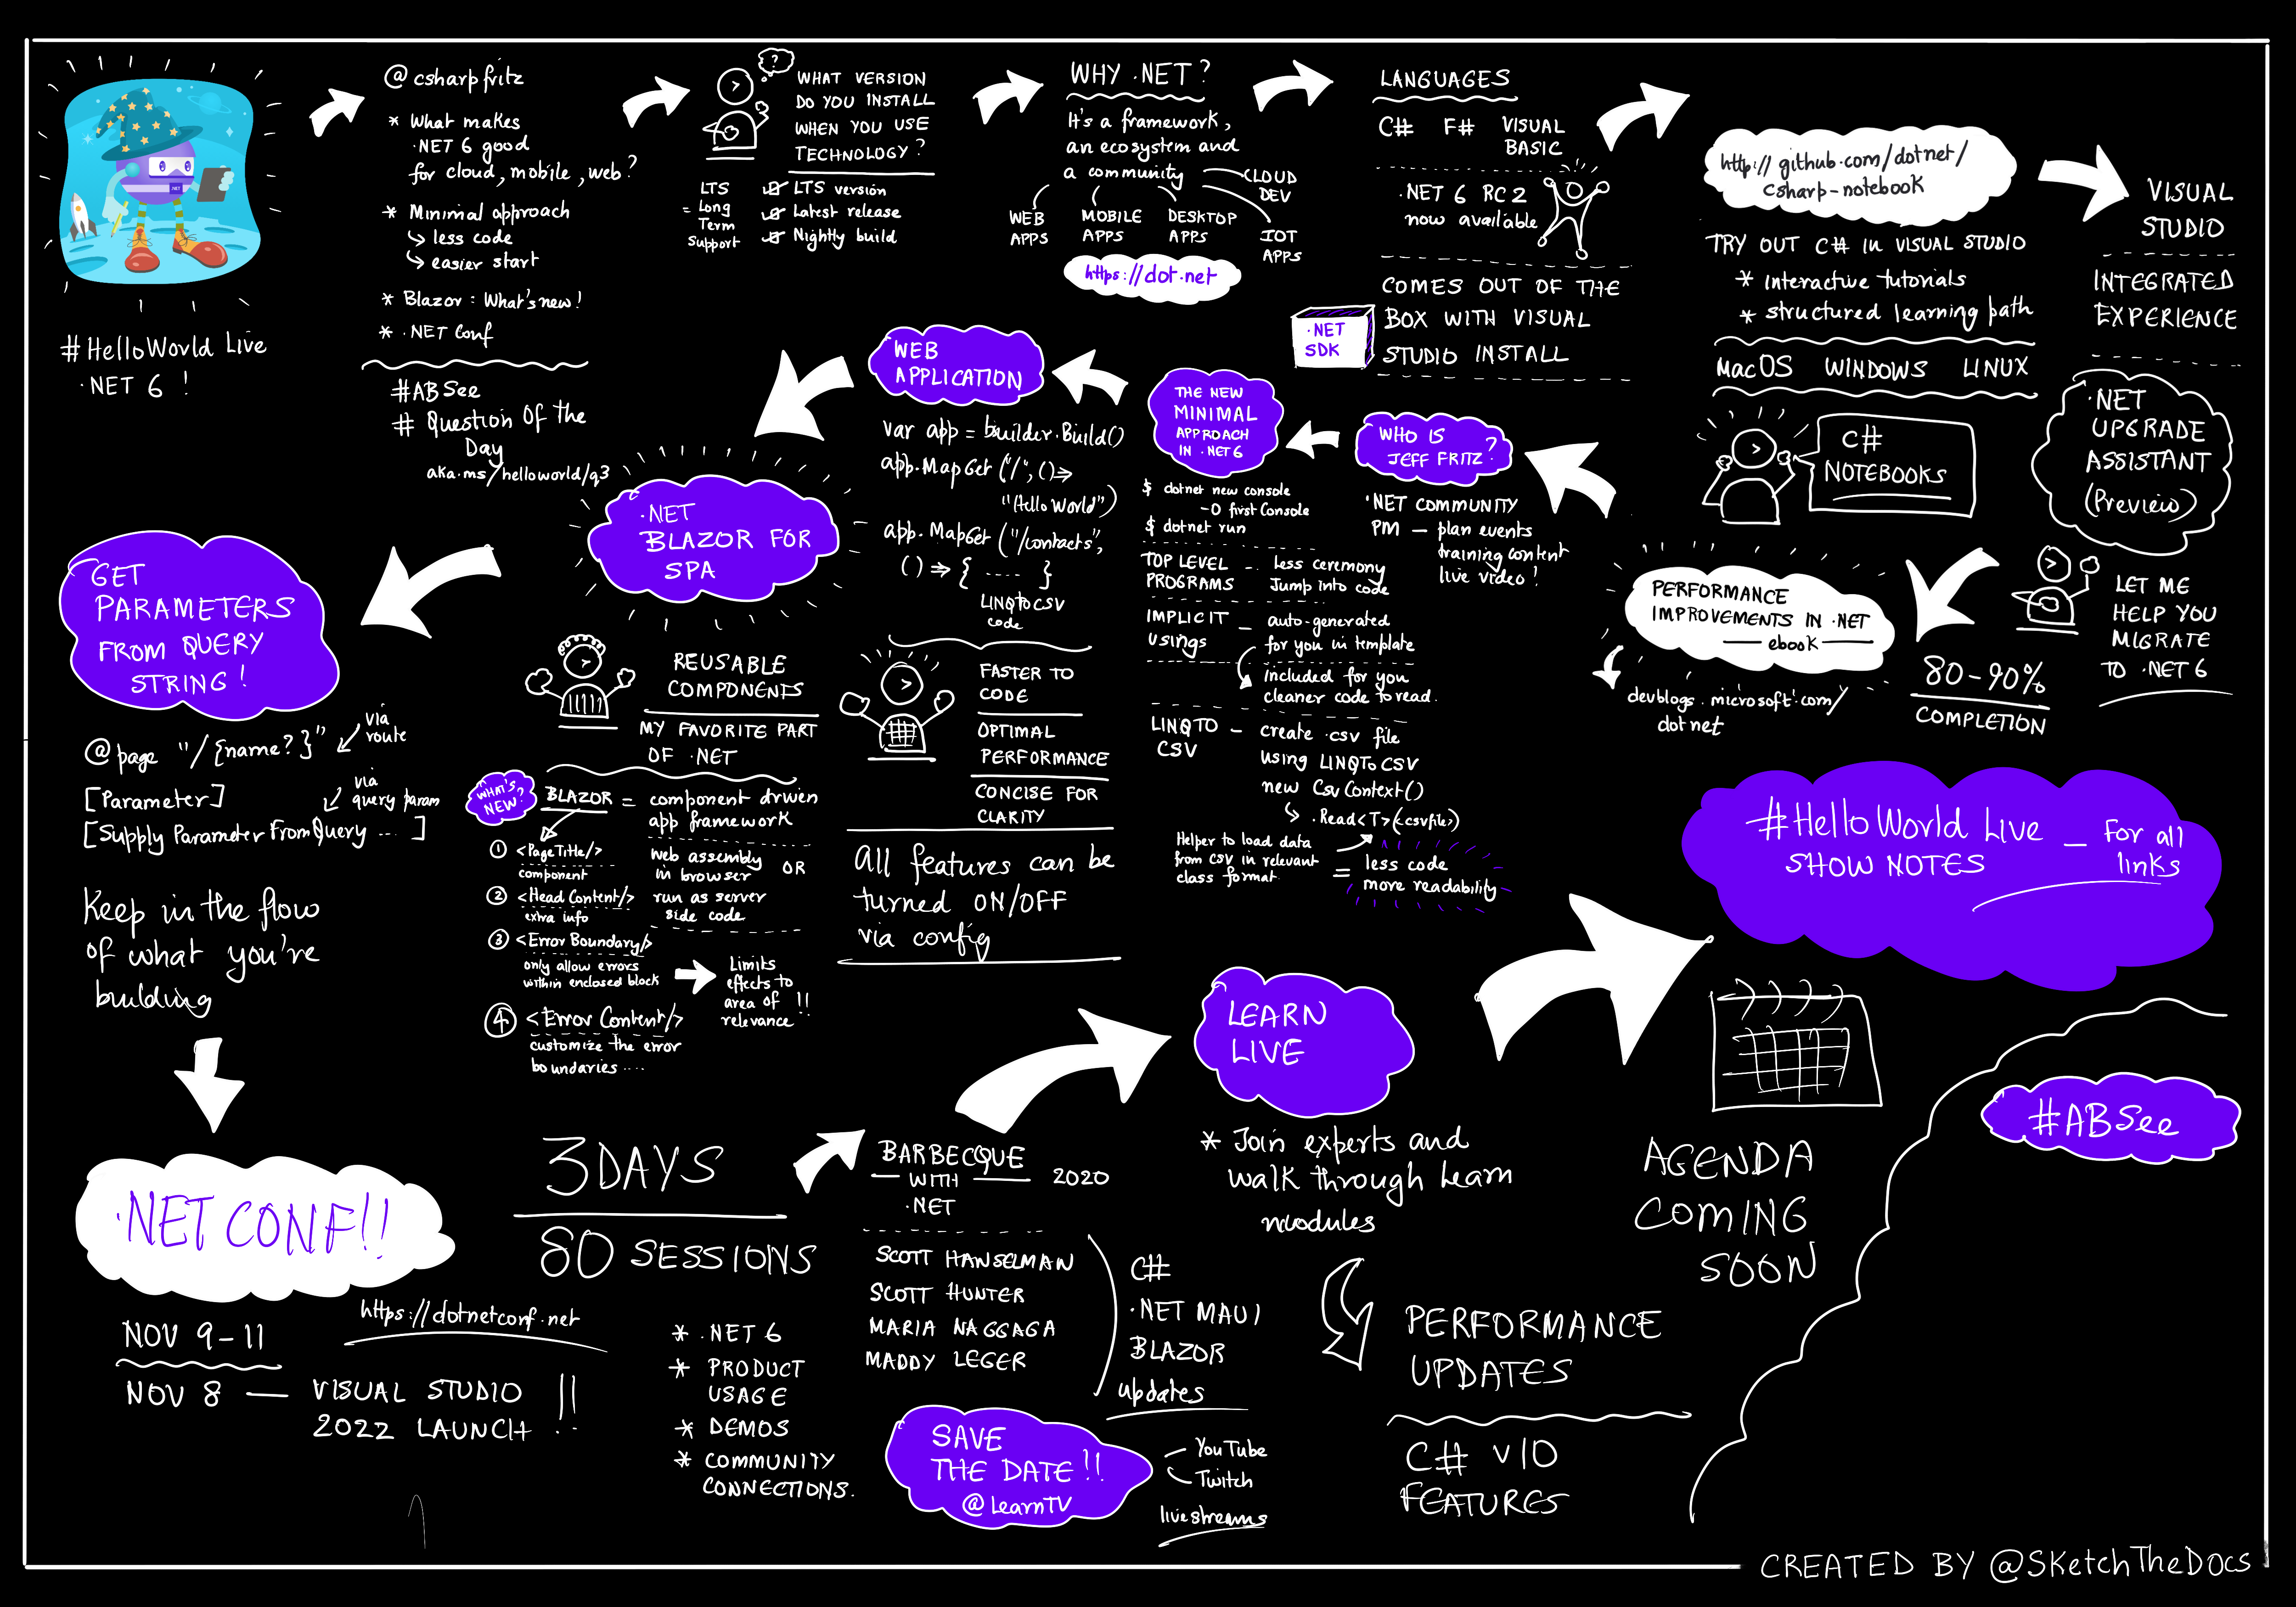 #HelloWorld Live
.NET 6 !
@csharpfritz
* What makes
.NET 6 good
for cloud, mobile, web?
* Minimal approach
↳ less code
↳ easier start
* Blazor : What's new!
* .NET Conf
#ABSee
# Question Of the
Day
aka.ms/helloworld/q3
?
WHAT VERSION
DO YOU INSTALL
WHEN YOU USE
TECHNOLOGY?
LTS
= Long
Term
Support
LTS version
Latest release
Nightly build
WHY .NET?
It's a framework,
an ecosystem and
a community
WEB
APPS
MOBILE
APPS
DESKTOP
APPS
CLOUD
DEV
IOT
APPS
https://dot.net
LANGUAGES
C# F# VISUAL
BASIC
.NET 6 RC2
now available
COMES OUT OF THE
BOX WITH VISUAL
STUDIO INSTALL
.NET
SDK
http://github.com/dotnet/
csharp-notebook
TRY OUT C# in VISUAL STUDIO
* interactive tutorials
* structured learning path
MacOS WINDOWS LINUX
C#
NOTEBOOKS
VISUAL
STUDIO
INTEGRATED
EXPERIENCE
.NET
UPGRADE
ASSISTANT
(Preview)
LET ME
HELP YOU
MIGRATE
TO .NET 6
80-90%
COMPLETION
PERFORMANCE
IMPROVEMENTS IN .NET
ebook
devblogs.microsoft.com/
dotnet
WHO IS
JEFF FRITZ?
.NET COMMUNITY
PM — plan events
training content
live video!
THE NEW
MINIMAL
APPROACH
IN .NET 6
$ dotnet new console
-O first Console
$ dotnet run
TOP LEVEL
PROGRAMS
- less ceremony
Jump into code
IMPLICIT
usings
- auto-generated
for you in template
included for you
cleaner code to read.
LINQ TO
CSV
- create .csv file
using LINQToCSV
new CsvContext()
↳ .Read<T>(<csvfile>)
Helper to load data
from CSV in relevant
class format
= less code
more readability
WEB
APPLICATION
var app = builder.Build()
app.MapGet ("/", () ⇒
"Hello World")
app.MapGet ("/contacts",
() ⇒ { .... }
LINQToCSV
code
FASTER TO
CODE
OPTIMAL
PERFORMANCE
CONCISE FOR
CLARITY
All features can be
turned ON/OFF
via config
.NET
BLAZOR FOR
SPA
REUSABLE
COMPONENTS
MY FAVORITE PART
OF .NET
WHAT'S
NEW?
BLAZOR = component driven
app framework
web assembly
in browser OR
run as server
side code
① <PageTitle/>
component
② <Head Content/>
extra info
③ <Error Boundary/>
only allow errors
within enclosed block
Limits
effects to
area of !!
relevance
④ <Error Content/>
customize the error
boundaries ....
GET
PARAMETERS
FROM QUERY
STRING!
@page "/{name?}"
via
route
[Parameter]
via
query param
[Supply Parameter From Query ... ]
Keep in the flow
of what you're
building
.NET CONF!!
https://dotnetconf.net
NOV 9-11
NOV 8 — VISUAL STUDIO !!
2022 LAUNCH
3 DAYS
80 SESSIONS
* .NET 6
* PRODUCT
USAGE
* DEMOS
* COMMUNITY
CONNECTIONS.
BARBECQUE
WITH
.NET
2020
SCOTT HANSELMAN
SCOTT HUNTER
MARIA NAGGAGA
MADDY LEGER
C#
.NET MAUI
BLAZOR
updates
SAVE
THE DATE!!
@LearnTV
YouTube
Twitch
livestreams
LEARN
LIVE
* Join experts and
walk through Learn
modules
PERFORMANCE
UPDATES
C# v10
FEATURES
#HelloWorld Live — For all
SHOW NOTES links
AGENDA
COMING
SOON
#ABSee
CREATED BY @SKetchTheDocs